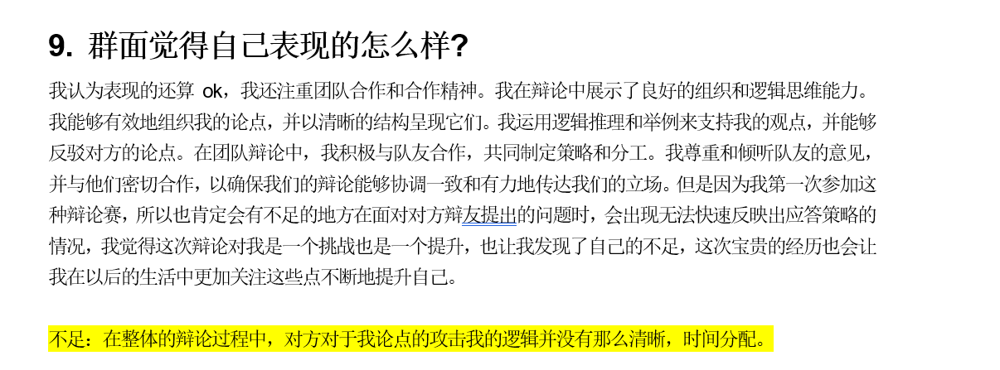 9. 群面觉得自己表现的怎么样?
我认为表现的还算 ok，我还注重团队合作和合作精神。我在辩论中展示了良好的组织和逻辑思维能力。
我能够有效地组织我的论点，并以清晰的结构呈现它们。我运用逻辑推理和举例来支持我的观点，并能够
反驳对方的论点。在团队辩论中，我积极与队友合作，共同制定策略和分工。我尊重和倾听队友的意见，
并与他们密切合作，以确保我们的辩论能够协调一致和有力地传达我们的立场。但是因为我第一次参加这
种辩论赛，所以也肯定会有不足的地方在面对对方辩友提出的问题时，会出现无法快速反映出应答策略的
情况，我觉得这次辩论对我是一个挑战也是一个提升，也让我发现了自己的不足，这次宝贵的经历也会让
我在以后的生活中更加关注这些点不断地提升自己。
不足：在整体的辩论过程中，对方对于我论点的攻击我的逻辑并没有那么清晰，时间分配。